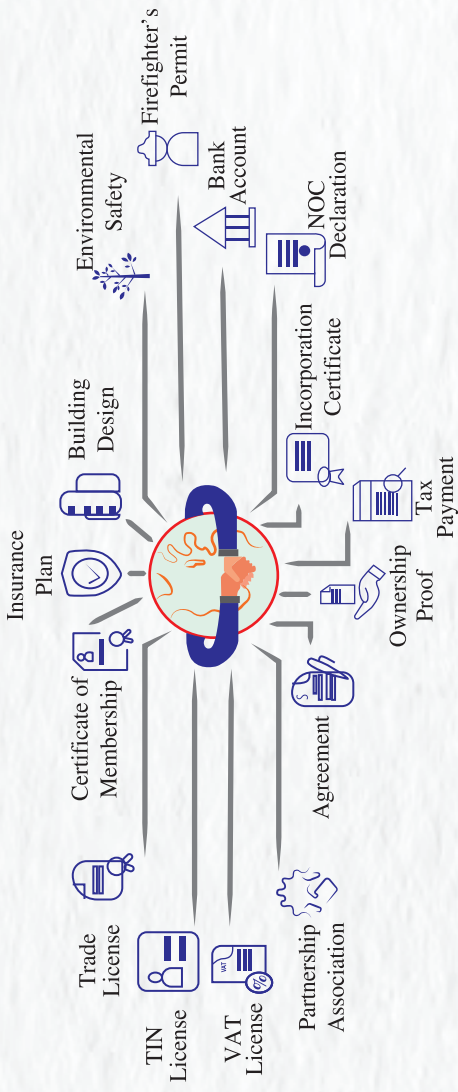 Insurance
Plan
Certificate of
Membership
Building
Design
Environmental
Safety
Firefighter's
Permit
Bank
Account
NOC
Declaration
Incorporation
Certificate
Tax
Payment
Ownership
Proof
Agreement
Partnership
Association
VAT
License
VAT
%
TIN
License
Trade
License